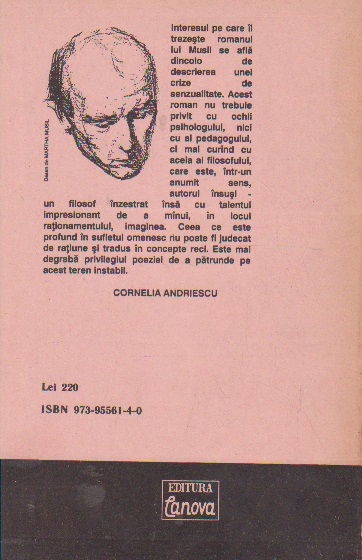 Interesul pe care îl
trezește romanul
lui Musil se află
dincolo de
descrierea unei
crize de
senzualitate. Acest
roman nu trebuie
privit cu ochii
psihologului, nici
cu ai pedagogului,
ci mai curînd cu
aceia ai filosofului,
care este, într-un
anumit sens,
autorul însuși -
un filosof înzestrat însă cu talentul
impresionant de a mînui, în locul
raționamentului, imaginea. Ceea ce este
profund în sufletul omenesc nu poate fi judecat
de rațiune și tradus în concepte reci. Este mai
degrabă privilegiul poeziei de a pătrunde pe
acest teren instabil.
Desen de MARTHA MUSIL
CORNELIA ANDRIESCU
Lei 220
ISBN 973-95561-4-0
EDITURA
Canova